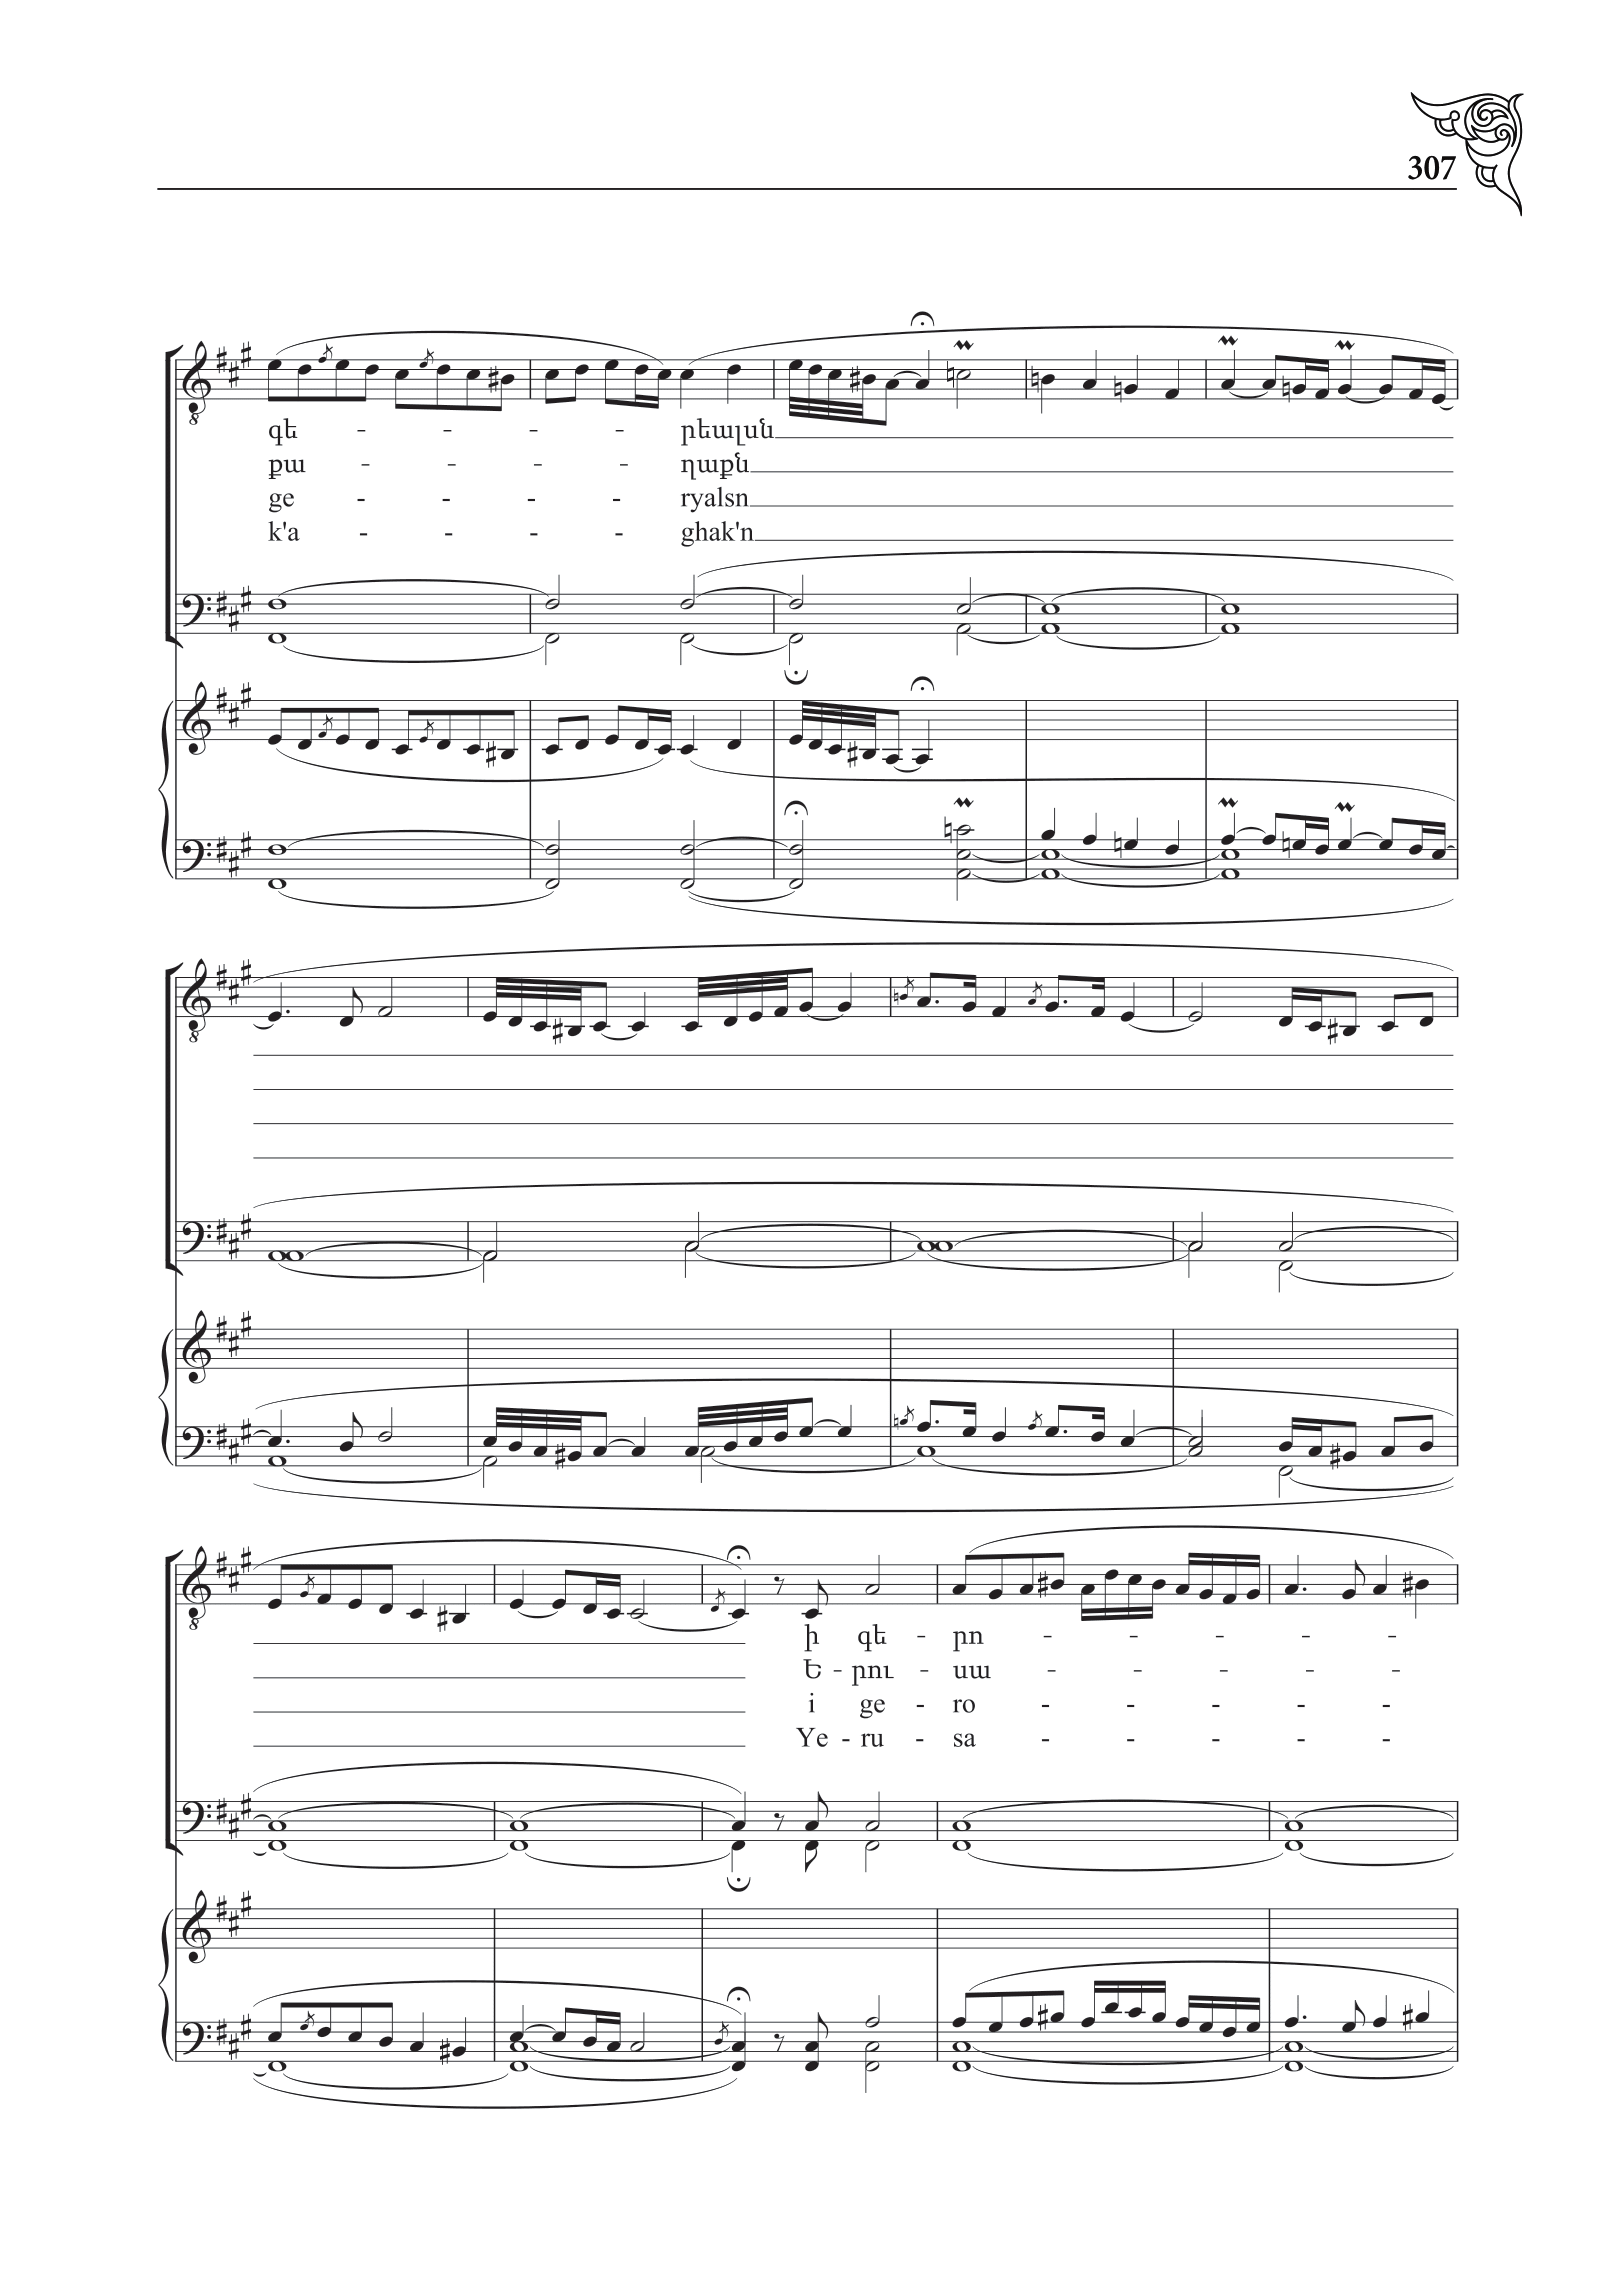 307
գե - - - - րեալսն
քա - - - - ղաքն
ge - - - - ryalsn
k'a - - - - ghak'n
ի գե - րո - - - - -
Ե - րու - սա - - - - -
i ge - ro - - - - -
Ye - ru - sa - - - - -